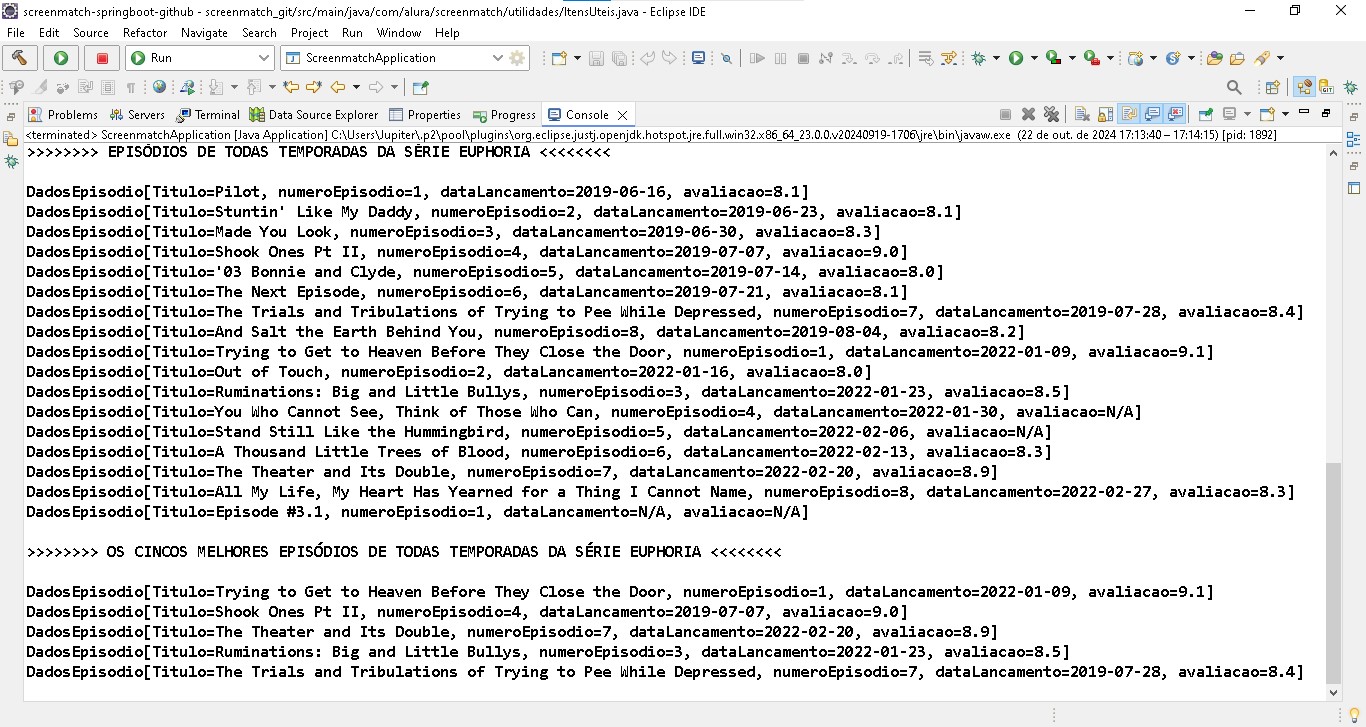 screenmatch-springboot-github - screenmatch_git/src/main/java/com/alura/screenmatch/utilidades/ItensUteis.java - Eclipse IDE
File Edit Source Refactor Navigate Search Project Run Window Help
Run ScreenmatchApplication
Problems Servers Terminal Data Source Explorer Properties Progress Console
<terminated> ScreenmatchApplication [Java Application] C:\Users\Jupiter\.p2\pool\plugins\org.eclipse.justj.openjdk.hotspot.jre.full.win32.x86_64_23.0.0.v20240919-1706\jre\bin\javaw.exe (22 de out. de 2024 17:13:40 – 17:14:15) [pid: 1892]
>>>>>>>> EPISÓDIOS DE TODAS TEMPORADAS DA SÉRIE EUPHORIA <<<<<<<<
DadosEpisodio[Titulo=Pilot, numeroEpisodio=1, dataLancamento=2019-06-16, avaliacao=8.1]
DadosEpisodio[Titulo=Stuntin' Like My Daddy, numeroEpisodio=2, dataLancamento=2019-06-23, avaliacao=8.1]
DadosEpisodio[Titulo=Made You Look, numeroEpisodio=3, dataLancamento=2019-06-30, avaliacao=8.3]
DadosEpisodio[Titulo=Shook Ones Pt II, numeroEpisodio=4, dataLancamento=2019-07-07, avaliacao=9.0]
DadosEpisodio[Titulo='03 Bonnie and Clyde, numeroEpisodio=5, dataLancamento=2019-07-14, avaliacao=8.0]
DadosEpisodio[Titulo=The Next Episode, numeroEpisodio=6, dataLancamento=2019-07-21, avaliacao=8.1]
DadosEpisodio[Titulo=The Trials and Tribulations of Trying to Pee While Depressed, numeroEpisodio=7, dataLancamento=2019-07-28, avaliacao=8.4]
DadosEpisodio[Titulo=And Salt the Earth Behind You, numeroEpisodio=8, dataLancamento=2019-08-04, avaliacao=8.2]
DadosEpisodio[Titulo=Trying to Get to Heaven Before They Close the Door, numeroEpisodio=1, dataLancamento=2022-01-09, avaliacao=9.1]
DadosEpisodio[Titulo=Out of Touch, numeroEpisodio=2, dataLancamento=2022-01-16, avaliacao=8.0]
DadosEpisodio[Titulo=Ruminations: Big and Little Bullys, numeroEpisodio=3, dataLancamento=2022-01-23, avaliacao=8.5]
DadosEpisodio[Titulo=You Who Cannot See, Think of Those Who Can, numeroEpisodio=4, dataLancamento=2022-01-30, avaliacao=N/A]
DadosEpisodio[Titulo=Stand Still Like the Hummingbird, numeroEpisodio=5, dataLancamento=2022-02-06, avaliacao=N/A]
DadosEpisodio[Titulo=A Thousand Little Trees of Blood, numeroEpisodio=6, dataLancamento=2022-02-13, avaliacao=8.3]
DadosEpisodio[Titulo=The Theater and Its Double, numeroEpisodio=7, dataLancamento=2022-02-20, avaliacao=8.9]
DadosEpisodio[Titulo=All My Life, My Heart Has Yearned for a Thing I Cannot Name, numeroEpisodio=8, dataLancamento=2022-02-27, avaliacao=8.3]
DadosEpisodio[Titulo=Episode #3.1, numeroEpisodio=1, dataLancamento=N/A, avaliacao=N/A]
>>>>>>>> OS CINCOS MELHORES EPISÓDIOS DE TODAS TEMPORADAS DA SÉRIE EUPHORIA <<<<<<<<
DadosEpisodio[Titulo=Trying to Get to Heaven Before They Close the Door, numeroEpisodio=1, dataLancamento=2022-01-09, avaliacao=9.1]
DadosEpisodio[Titulo=Shook Ones Pt II, numeroEpisodio=4, dataLancamento=2019-07-07, avaliacao=9.0]
DadosEpisodio[Titulo=The Theater and Its Double, numeroEpisodio=7, dataLancamento=2022-02-20, avaliacao=8.9]
DadosEpisodio[Titulo=Ruminations: Big and Little Bullys, numeroEpisodio=3, dataLancamento=2022-01-23, avaliacao=8.5]
DadosEpisodio[Titulo=The Trials and Tribulations of Trying to Pee While Depressed, numeroEpisodio=7, dataLancamento=2019-07-28, avaliacao=8.4]